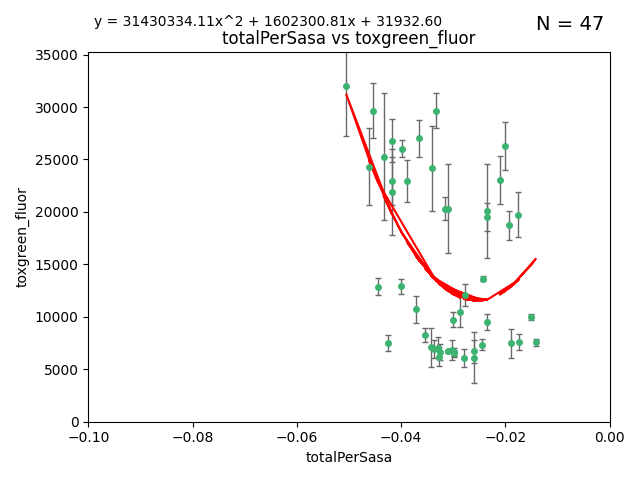 y = 31430334.11x^2 + 1602300.81x + 31932.60
N = 47
totalPerSasa vs toxgreen_fluor
35000
30000
25000
20000
15000
10000
5000
0
toxgreen_fluor
−0.10 −0.08 −0.06 −0.04 −0.02 0.00
totalPerSasa